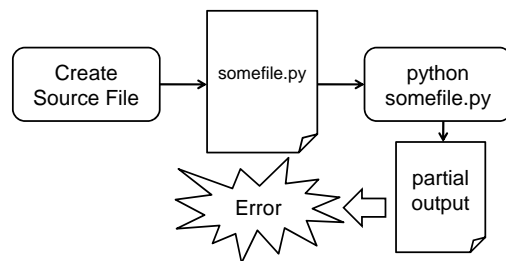 Create
Source File
somefile.py
python
somefile.py
partial
output
Error